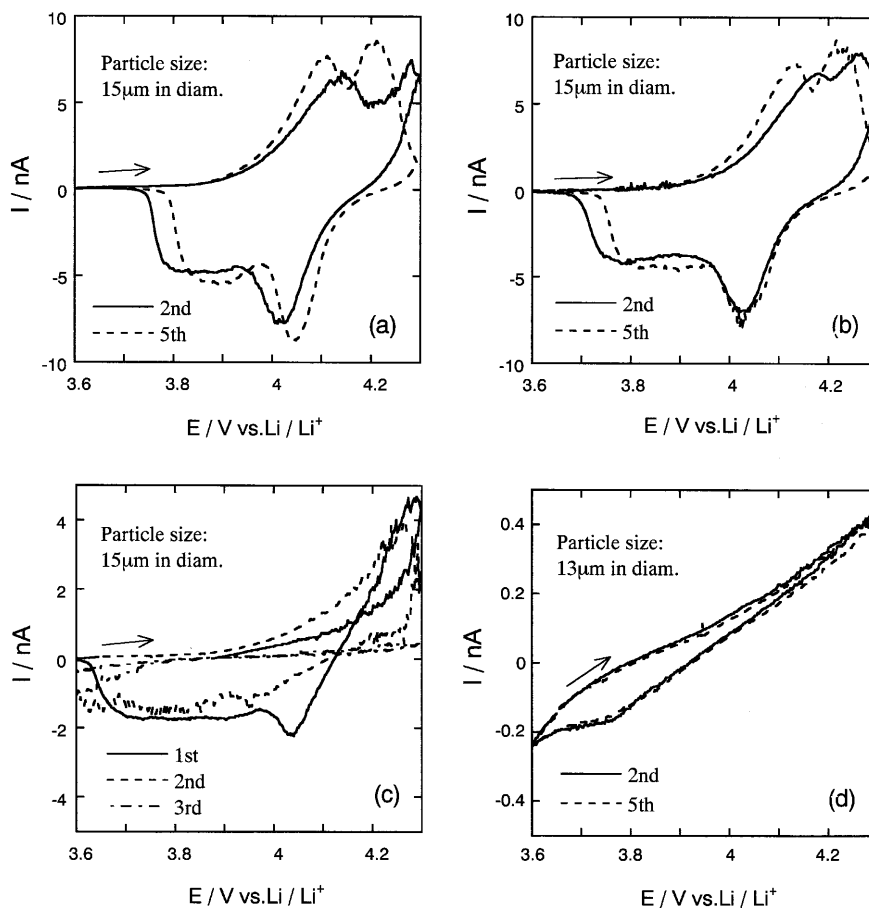 10
5
0
-5
-10
I / nA
Particle size:
15μm in diam.
2nd
5th
(a)
3.6
3.8
4
4.2
E / V vs.Li / Li⁺
10
5
0
-5
-10
I / nA
Particle size:
15μm in diam.
2nd
5th
(b)
3.6
3.8
4
4.2
E / V vs.Li / Li⁺
4
2
0
-2
-4
I / nA
Particle size:
15μm in diam.
1st
2nd
3rd
(c)
3.6
3.8
4
4.2
E / V vs.Li / Li⁺
0.4
0.2
0
-0.2
-0.4
I / nA
Particle size:
13μm in diam.
2nd
5th
(d)
3.6
3.8
4
4.2
E / V vs.Li / Li⁺